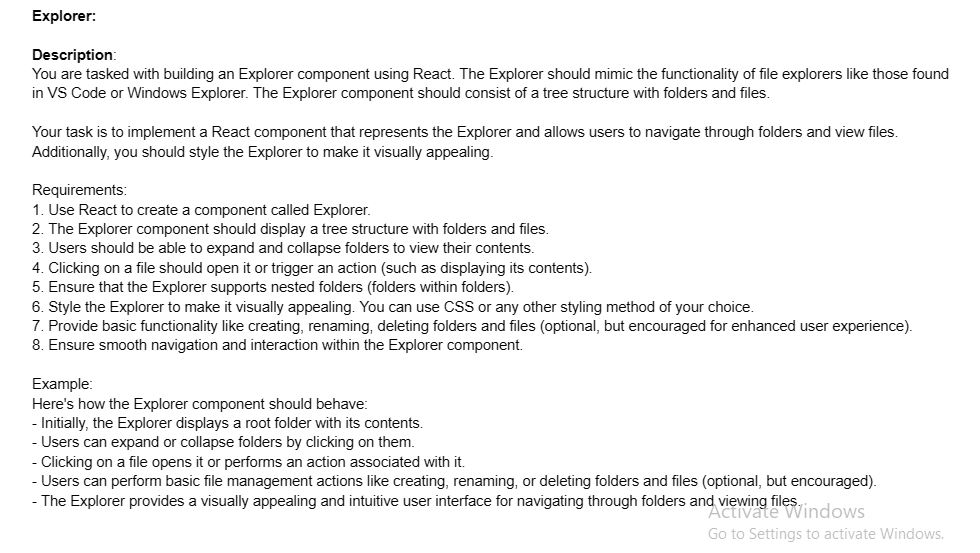 Explorer:
Description:
You are tasked with building an Explorer component using React. The Explorer should mimic the functionality of file explorers like those found
in VS Code or Windows Explorer. The Explorer component should consist of a tree structure with folders and files.
Your task is to implement a React component that represents the Explorer and allows users to navigate through folders and view files.
Additionally, you should style the Explorer to make it visually appealing.
Requirements:
1. Use React to create a component called Explorer.
2. The Explorer component should display a tree structure with folders and files.
3. Users should be able to expand and collapse folders to view their contents.
4. Clicking on a file should open it or trigger an action (such as displaying its contents).
5. Ensure that the Explorer supports nested folders (folders within folders).
6. Style the Explorer to make it visually appealing. You can use CSS or any other styling method of your choice.
7. Provide basic functionality like creating, renaming, deleting folders and files (optional, but encouraged for enhanced user experience).
8. Ensure smooth navigation and interaction within the Explorer component.
Example:
Here's how the Explorer component should behave:
- Initially, the Explorer displays a root folder with its contents.
- Users can expand or collapse folders by clicking on them.
- Clicking on a file opens it or performs an action associated with it.
- Users can perform basic file management actions like creating, renaming, or deleting folders and files (optional, but encouraged).
- The Explorer provides a visually appealing and intuitive user interface for navigating through folders and viewing files.
Activate Windows
Go to Settings to activate Windows.